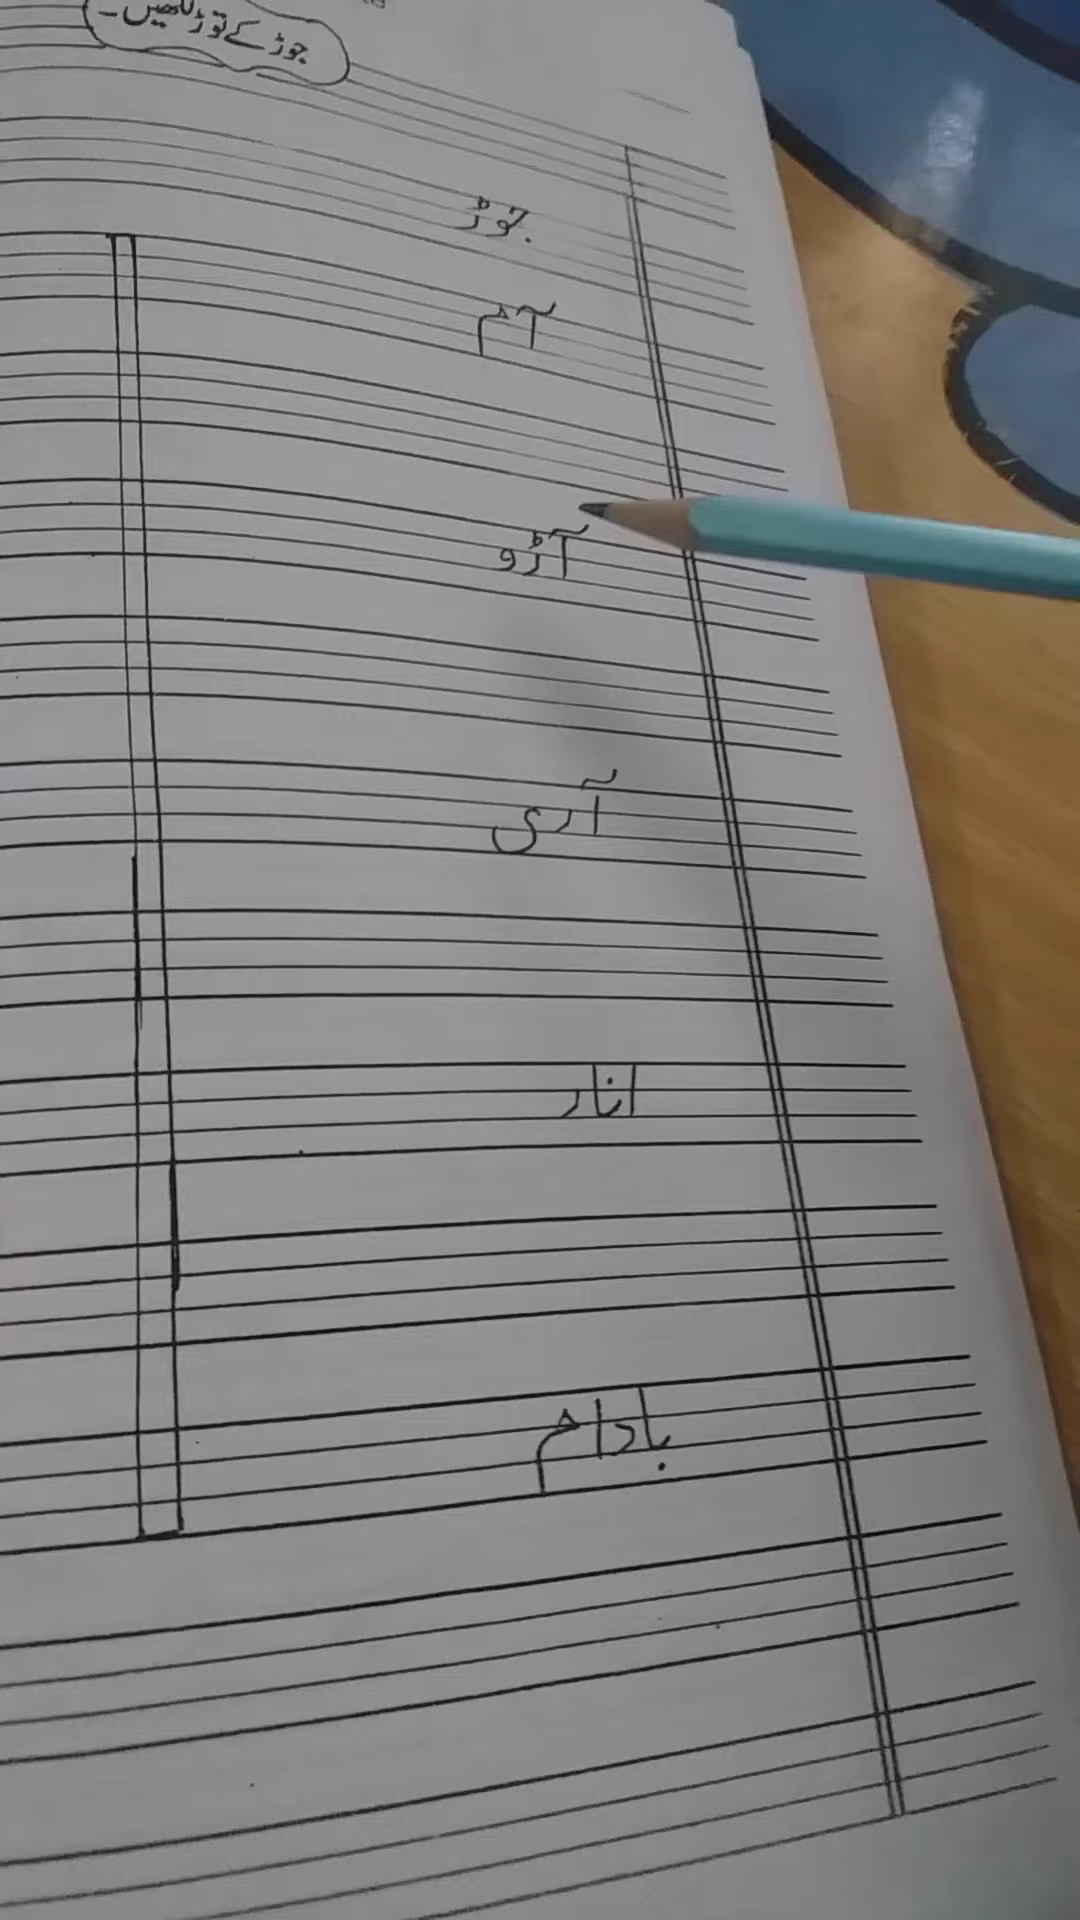 جوڑ کے توڑ لکھیں۔
جوڑ
آم
آڑو
آری
انار
بادام